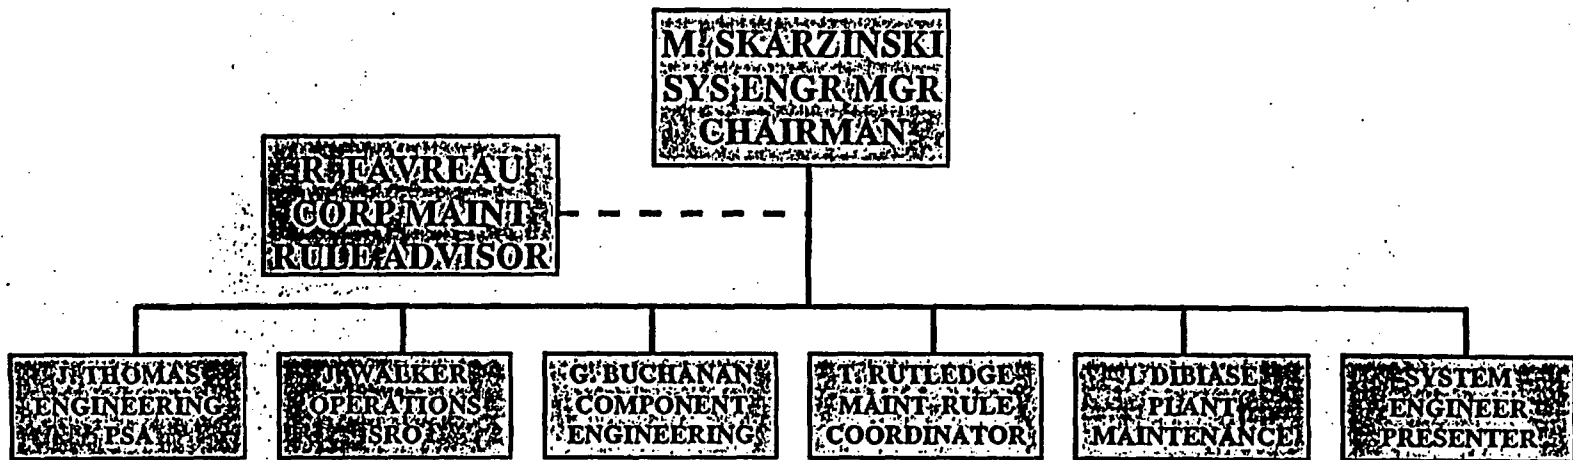 M. SKARZINSKI
SYS ENGR MGR
CHAIRMAN
R. FAVREAU
CORP MAINT
RULE ADVISOR
J. THOMAS
ENGINEERING
PSA
J. WALKER
OPERATIONS
SRO
G. BUCHANAN
COMPONENT
ENGINEERING
T. RUTLEDGE
MAINT. RULE
COORDINATOR
L. DIBIASE
PLANT
MAINTENANCE
SYSTEM
ENGINEER
PRESENTER